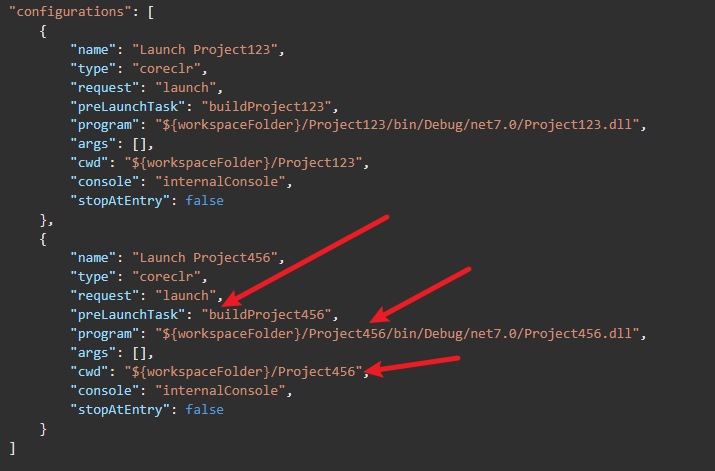 "configurations": [
{
"name": "Launch Project123",
"type": "coreclr",
"request": "launch",
"preLaunchTask": "buildProject123",
"program": "${workspaceFolder}/Project123/bin/Debug/net7.0/Project123.dll",
"args": [],
"cwd": "${workspaceFolder}/Project123",
"console": "internalConsole",
"stopAtEntry": false
},
{
"name": "Launch Project456",
"type": "coreclr",
"request": "launch",
"preLaunchTask": "buildProject456",
"program": "${workspaceFolder}/Project456/bin/Debug/net7.0/Project456.dll",
"args": [],
"cwd": "${workspaceFolder}/Project456",
"console": "internalConsole",
"stopAtEntry": false
}
]